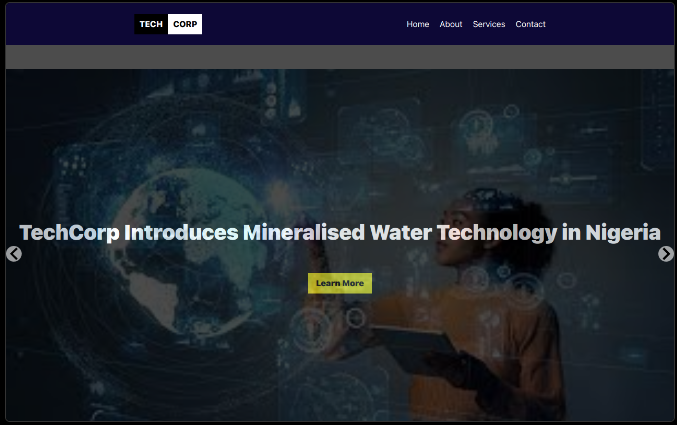 TECH CORP
Home About Services Contact
TechCorp Introduces Mineralised Water Technology in Nigeria
Learn More